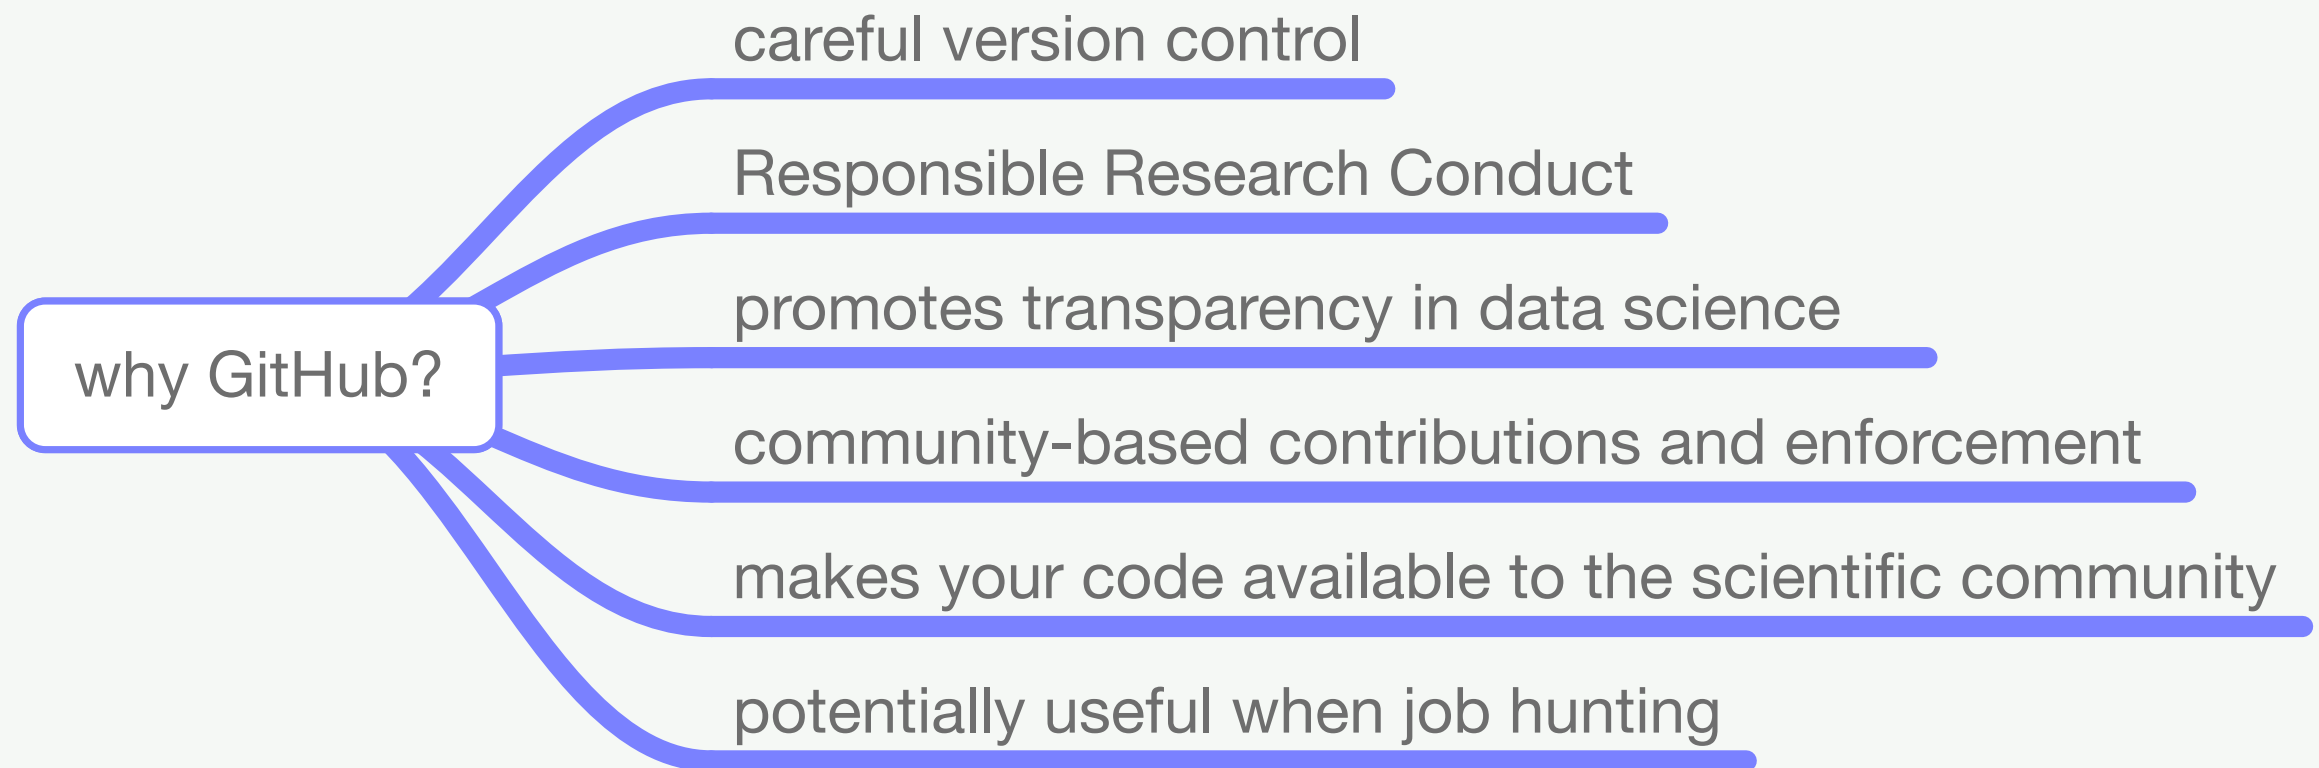 careful version control
Responsible Research Conduct
promotes transparency in data science
why GitHub?
community-based contributions and enforcement
makes your code available to the scientific community
potentially useful when job hunting